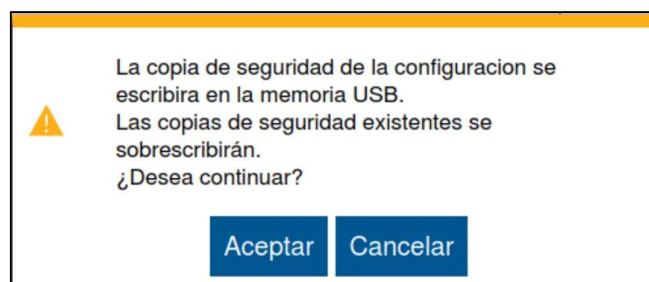 La copia de seguridad de la configuracion se
escribira en la memoria USB.
Las copias de seguridad existentes se
sobrescribirán.
¿Desea continuar?
Aceptar Cancelar